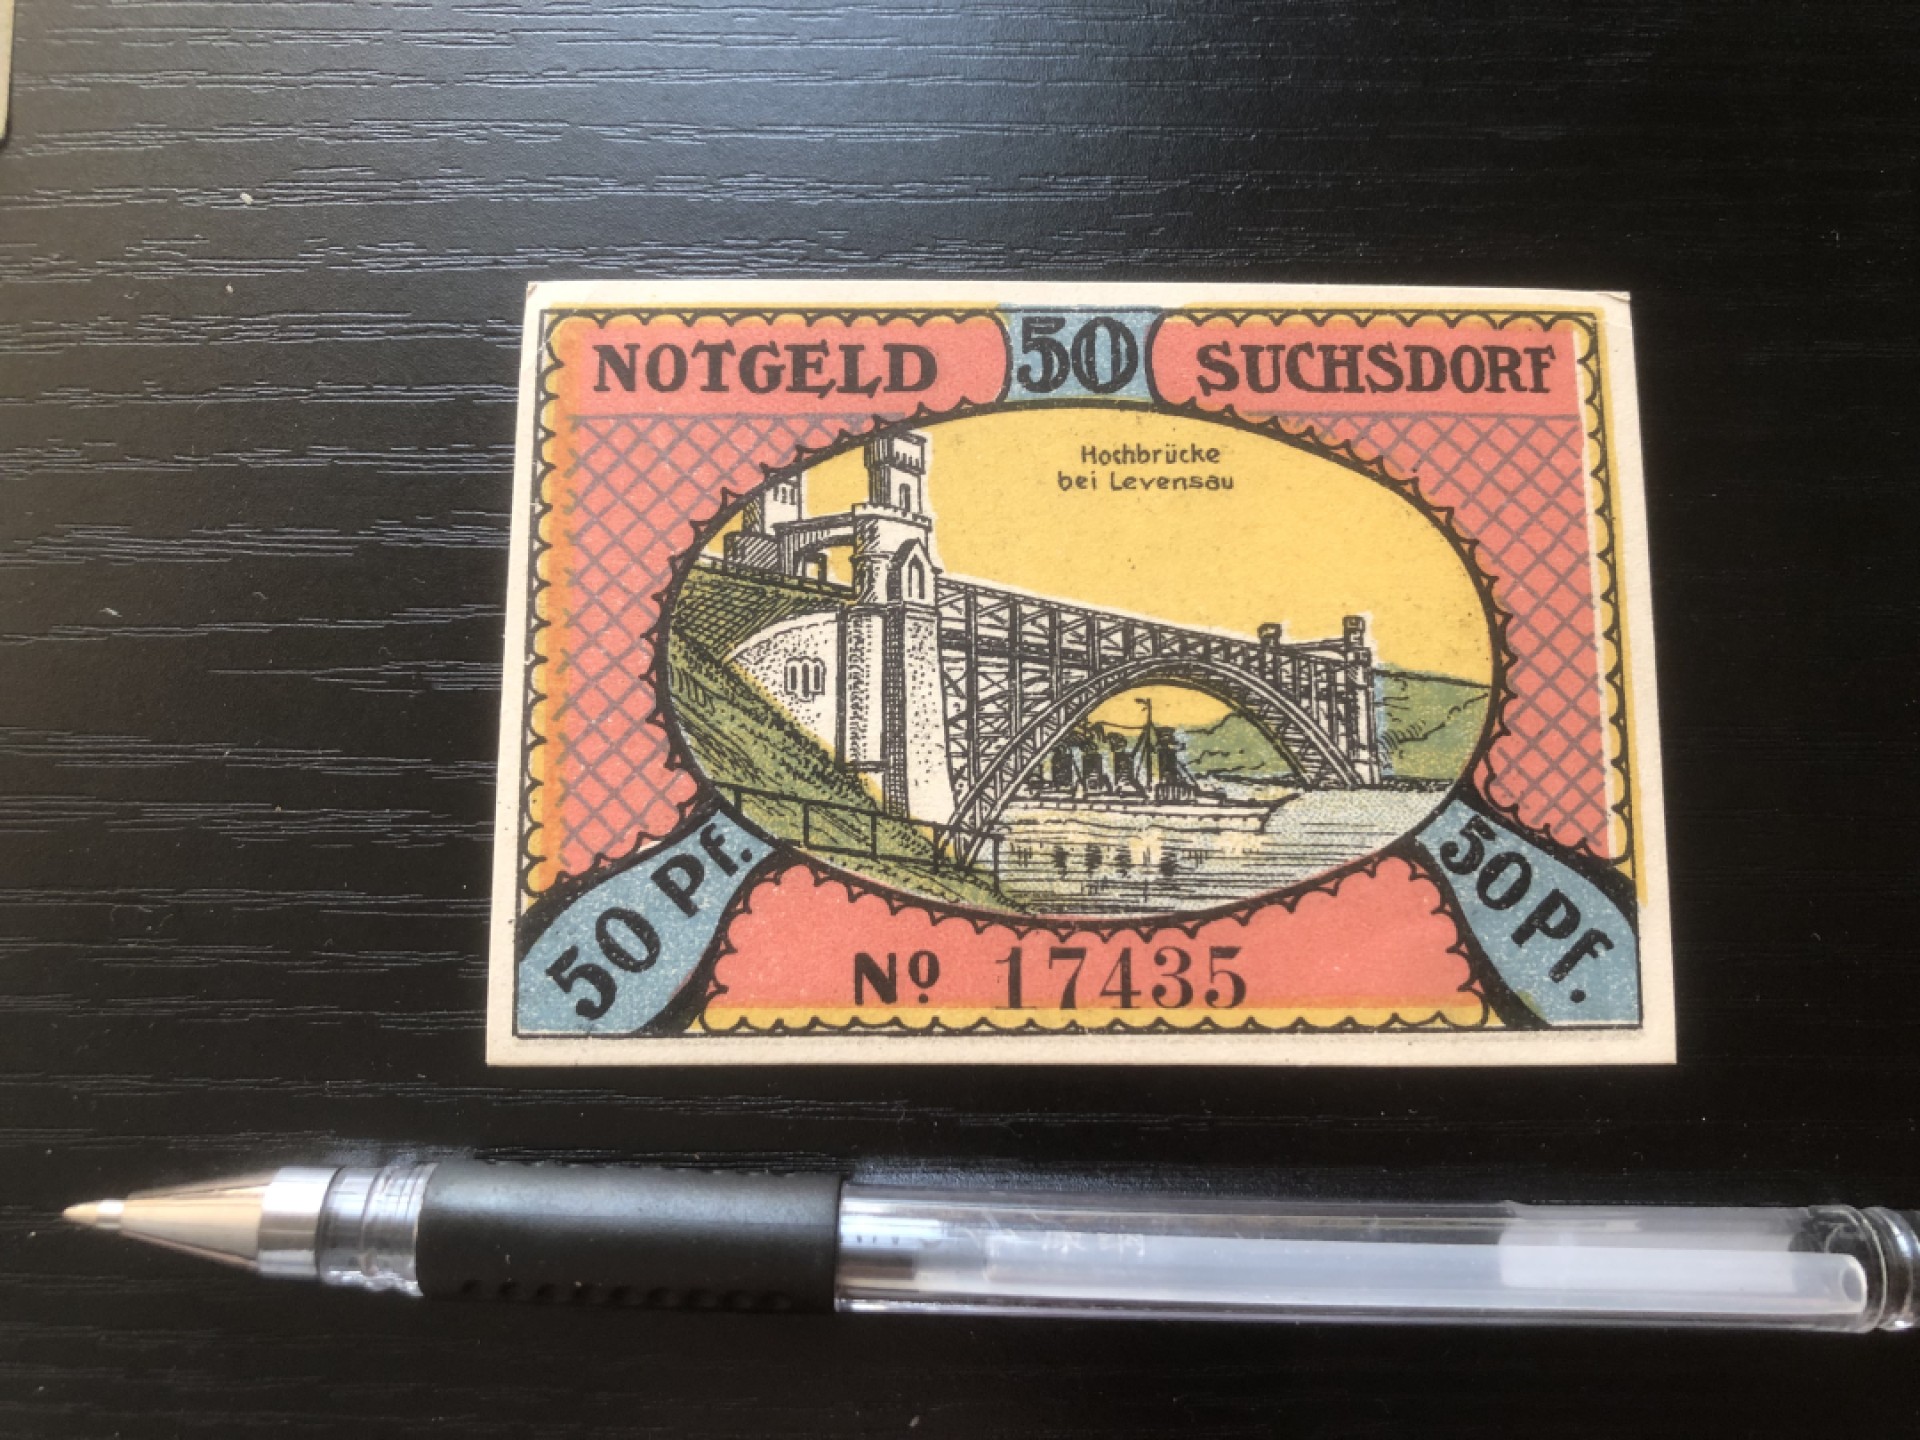 NOTGELD 50 SUCHSDORF
Hochbrücke
bei Levensau
50 Pf.
50 Pf.
No 17435